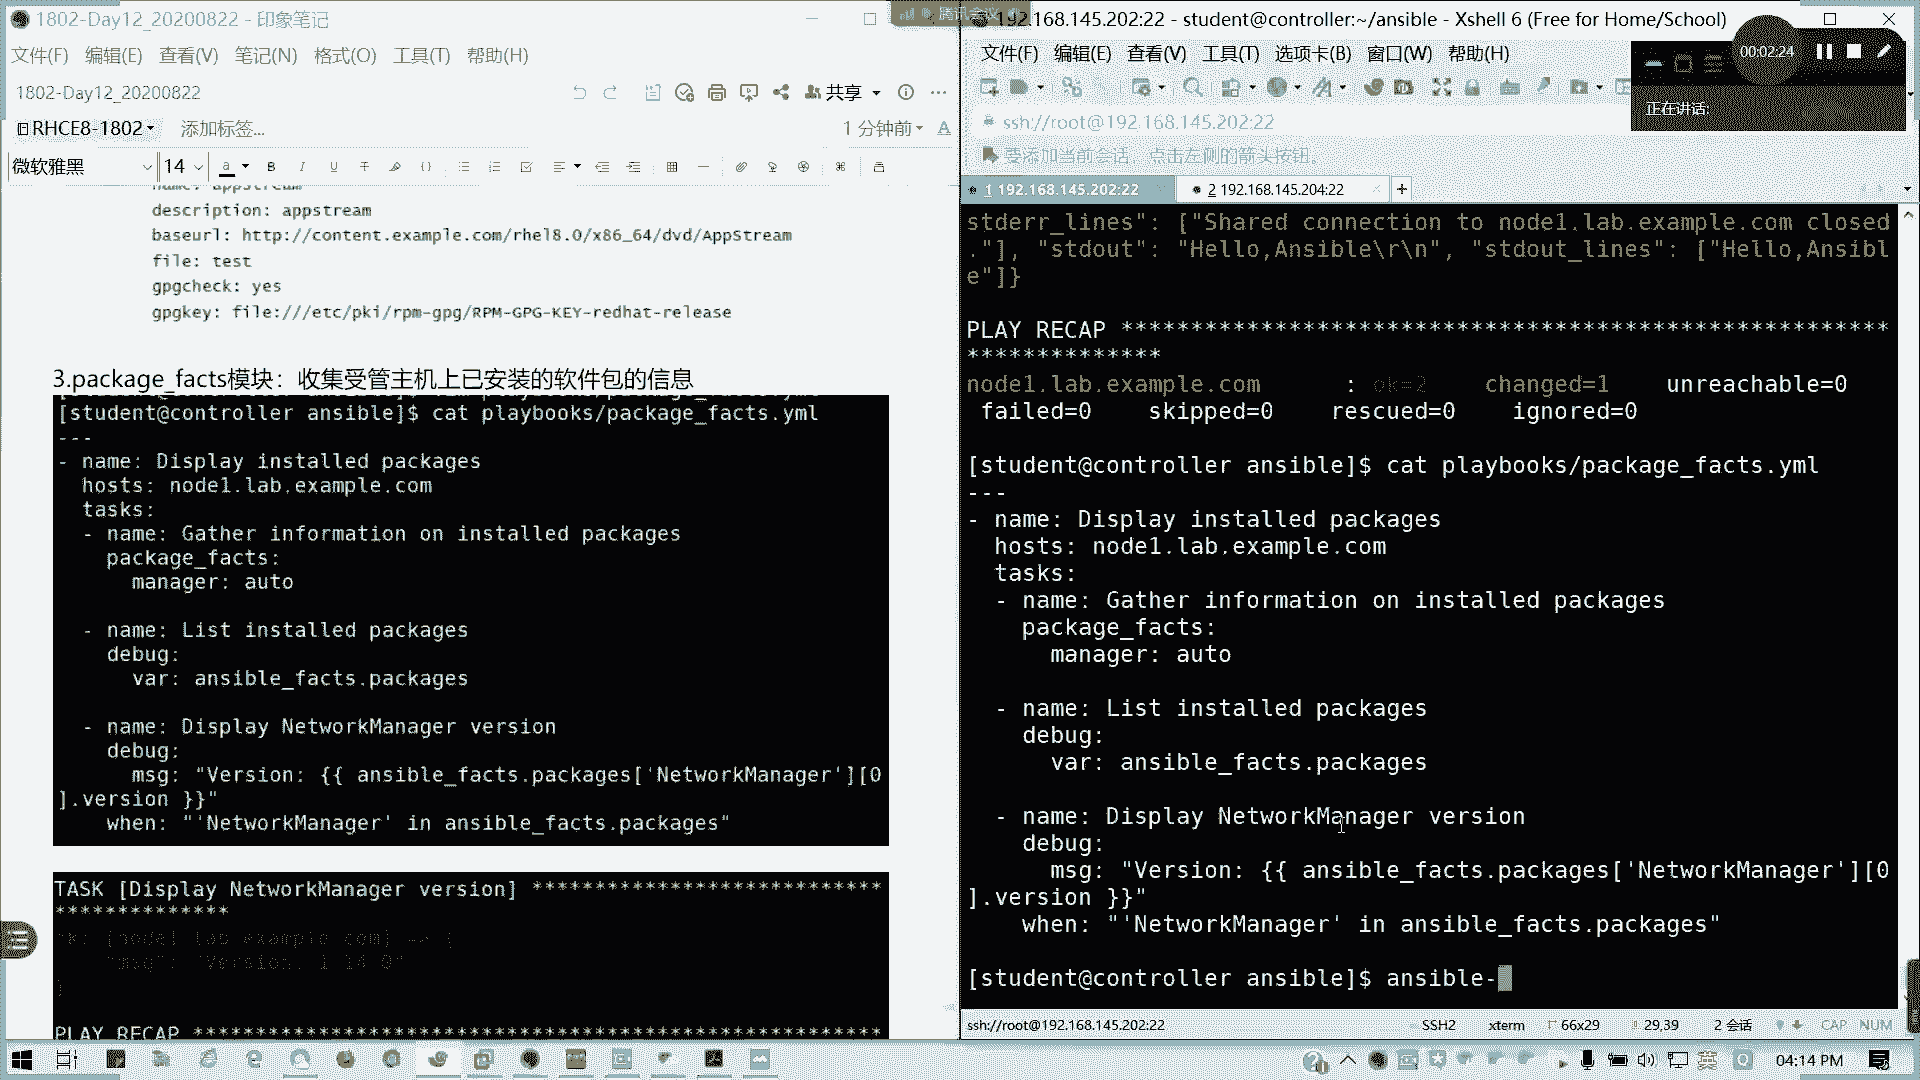 1802-Day12_20200822 - 印象笔记
文件(F) 编辑(E) 查看(V) 笔记(N) 格式(O) 工具(T) 帮助(H)
1802-Day12_20200822
共享
RHCE8-1802
添加标签...
1 分钟前
微软雅黑
14
name: appstream
description: appstream
baseurl: http://content.example.com/rhel8.0/x86_64/dvd/AppStream
file: test
gpgcheck: yes
gpgkey: file:///etc/pki/rpm-gpg/RPM-GPG-KEY-redhat-release
3.package_facts模块：收集受管主机上已安装的软件包的信息
[student@controller ansible]$ cat playbooks/package_facts.yml
---
- name: Display installed packages
hosts: node1.lab.example.com
tasks:
- name: Gather information on installed packages
package_facts:
manager: auto
- name: List installed packages
debug:
var: ansible_facts.packages
- name: Display NetworkManager version
debug:
msg: "Version: {{ ansible_facts.packages['NetworkManager'][0
].version }}"
when: "'NetworkManager' in ansible_facts.packages"
TASK [Display NetworkManager version] ****************************
**************
ok: [node1.lab.example.com] => {
"msg": "Version: 1.14.0"
}
PLAY RECAP *******************************************************
腾讯会议
192.168.145.202:22 - student@controller:~/ansible - Xshell 6 (Free for Home/School)
文件(F) 编辑(E) 查看(V) 工具(T) 选项卡(B) 窗口(W) 帮助(H)
00:02:24
正在讲话:
ssh://root@192.168.145.202:22
要添加当前会话，点击左侧的箭头按钮。
1 192.168.145.202:22
2 192.168.145.204:22
stderr_lines": ["Shared connection to node1.lab.example.com closed
."], "stdout": "Hello,Ansible\r\n", "stdout_lines": ["Hello,Ansibl
e"]}
PLAY RECAP *******************************************************
**************
node1.lab.example.com : ok=2 changed=1 unreachable=0
failed=0 skipped=0 rescued=0 ignored=0
[student@controller ansible]$ cat playbooks/package_facts.yml
---
- name: Display installed packages
hosts: node1.lab.example.com
tasks:
- name: Gather information on installed packages
package_facts:
manager: auto
- name: List installed packages
debug:
var: ansible_facts.packages
- name: Display NetworkManager version
debug:
msg: "Version: {{ ansible_facts.packages['NetworkManager'][0
].version }}"
when: "'NetworkManager' in ansible_facts.packages"
[student@controller ansible]$ ansible-
ssh://root@192.168.145.202:22
SSH2
xterm
66x29
29,39
2 会话
CAP NUM
英
04:14 PM